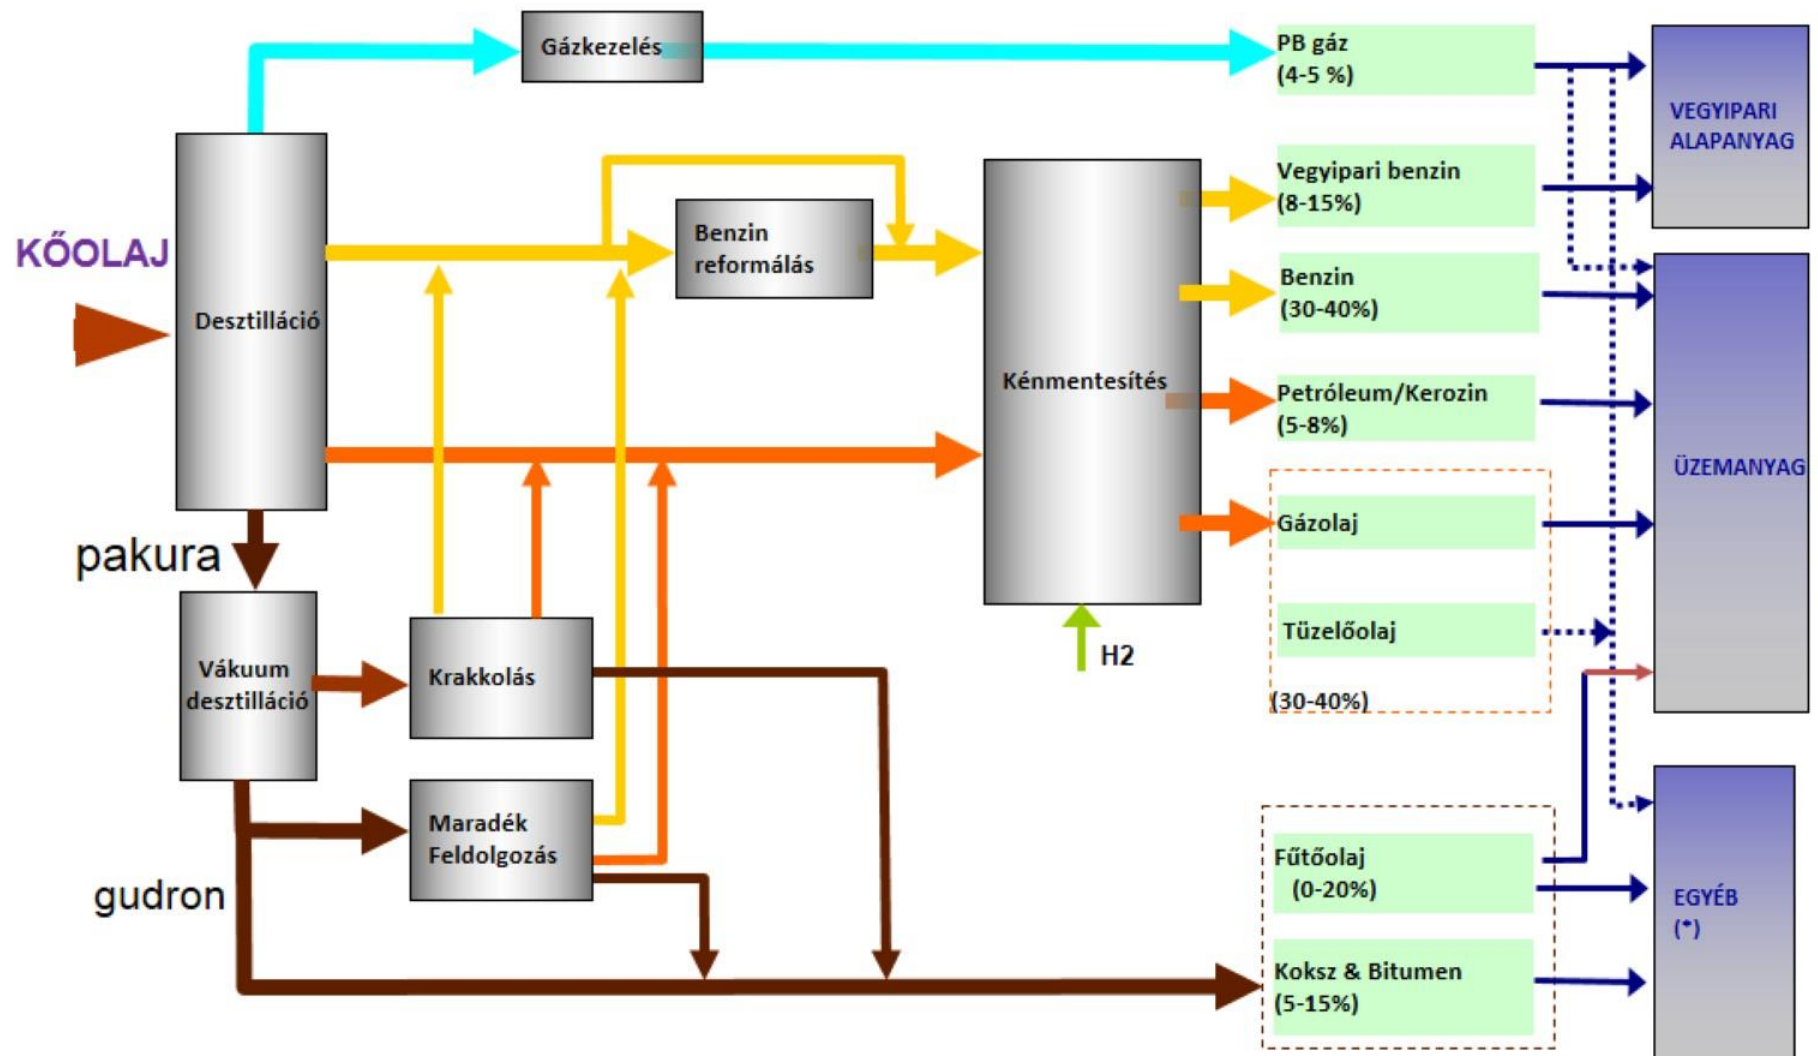 Gázkezelés
PB gáz
(4-5 %)
VEGYIPARI
ALAPANYAG
Vegyipari benzin
(8-15%)
KŐOLAJ
Desztilláció
Benzin
reformálás
Kénmentesítés
Benzin
(30-40%)
Petróleum/Kerozin
(5-8%)
ÜZEMANYAG
Gázolaj
Tüzelőolaj
(30-40%)
H2
pakura
Vákuum
desztilláció
Krakkolás
Maradék
Feldolgozás
gudron
Fűtőolaj
(0-20%)
EGYÉB
(*)
Koksz & Bitumen
(5-15%)